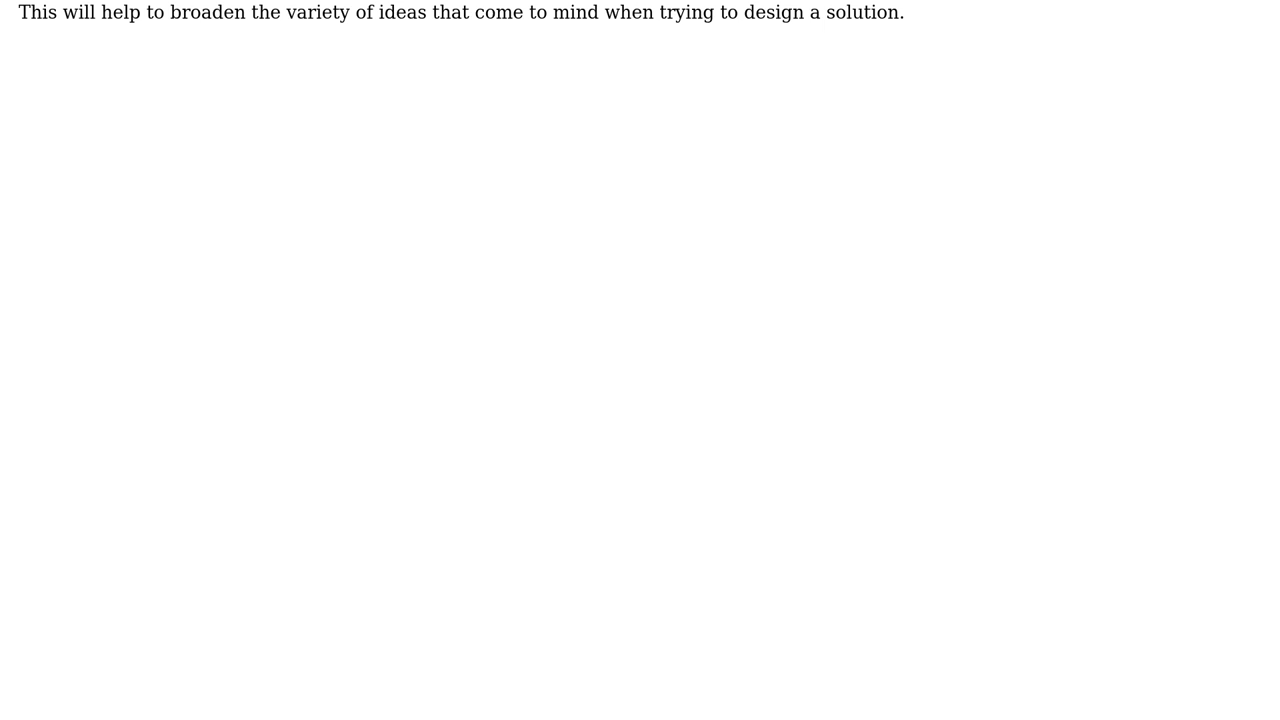 This will help to broaden the variety of ideas that come to mind when trying to design a solution.